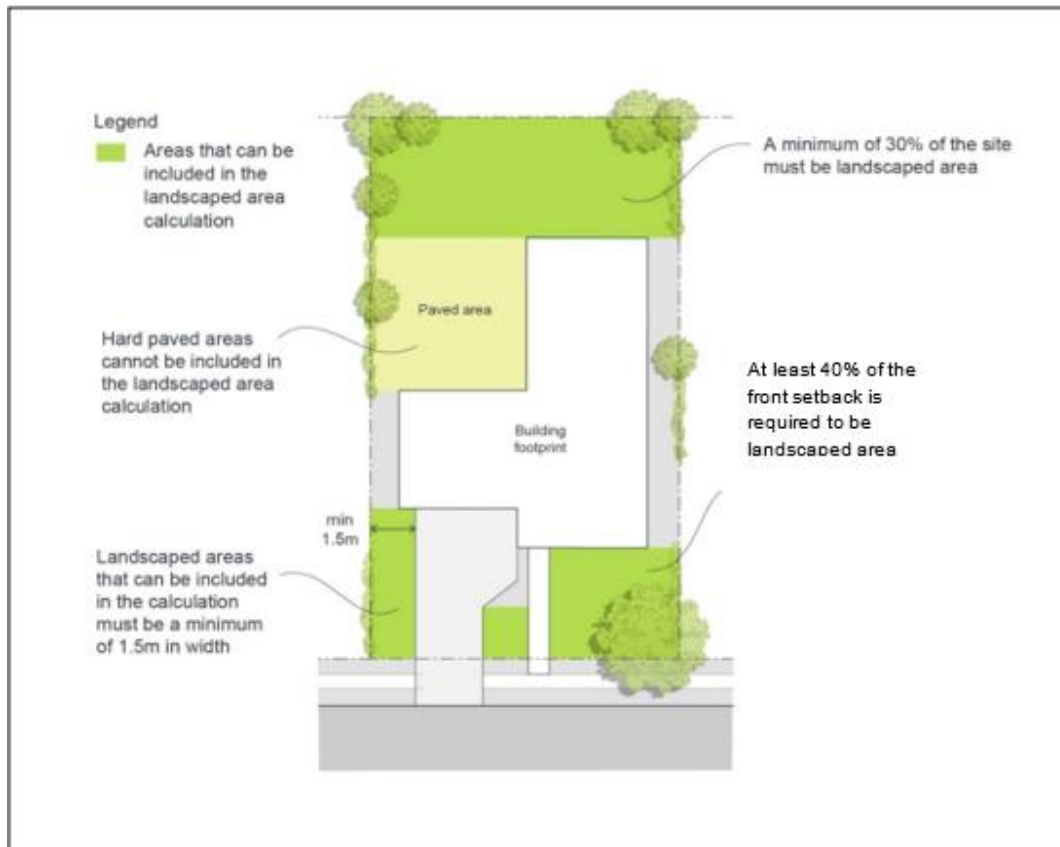 Legend
Areas that can be
included in the
landscaped area
calculation
A minimum of 30% of the site
must be landscaped area
Paved area
Hard paved areas
cannot be included in
the landscaped area
calculation
At least 40% of the
front setback is
required to be
landscaped area
Building
footprint
min
1.5m
Landscaped areas
that can be included
in the calculation
must be a minimum
of 1.5m in width